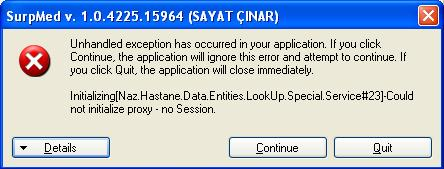 SurpMed v. 1.0.4225.15964 (SAYAT ÇINAR)
Unhandled exception has occurred in your application. If you click
Continue, the application will ignore this error and attempt to continue. If
you click Quit, the application will close immediately.
Initializing[Naz.Hastane.Data.Entities.LookUp.Special.Service#23]-Could
not initialize proxy - no Session.
Details
Continue
Quit